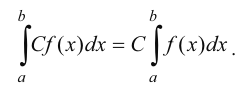 ∫_a^b Cf(x)dx = C ∫_a^b f(x)dx.